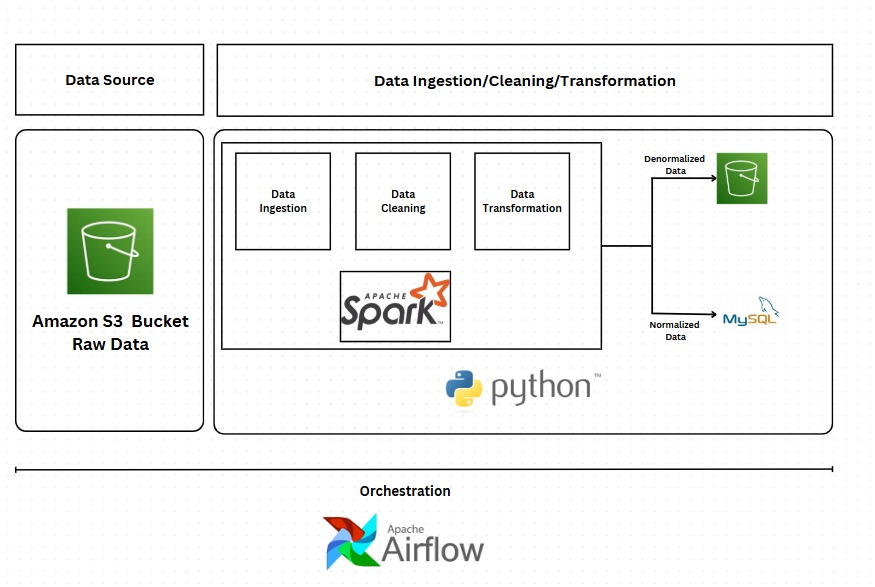 Data Source
Data Ingestion/Cleaning/Transformation
Data
Ingestion
Data
Cleaning
Data
Transformation
Denormalized
Data
Amazon S3 Bucket
Raw Data
APACHE
Spark™
MySQL
Normalized
Data
python™
Orchestration
Apache
Airflow